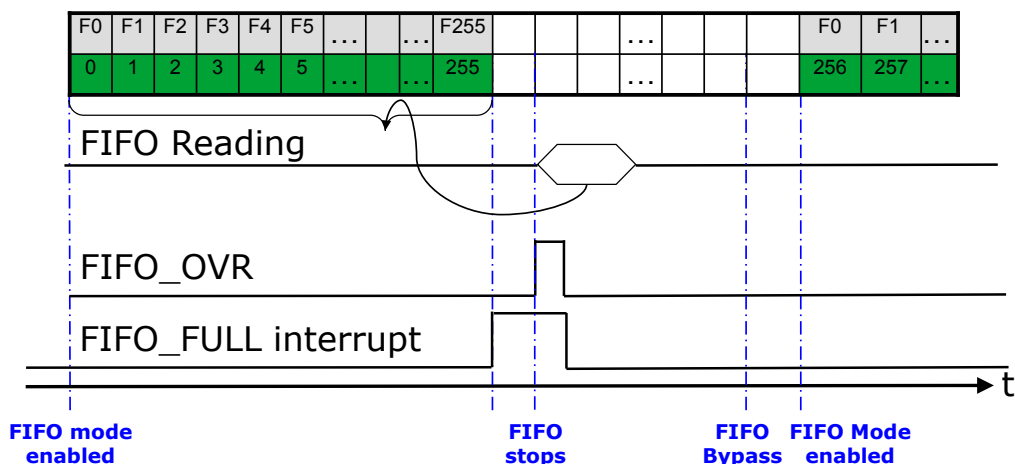 F0 F1 F2 F3 F4 F5 ... ... F255 ... F0 F1 ...
0 1 2 3 4 5 ... ... 255 ... 256 257 ...
FIFO Reading
FIFO_OVR
FIFO_FULL interrupt
t
FIFO mode FIFO FIFO FIFO Mode
enabled stops Bypass enabled